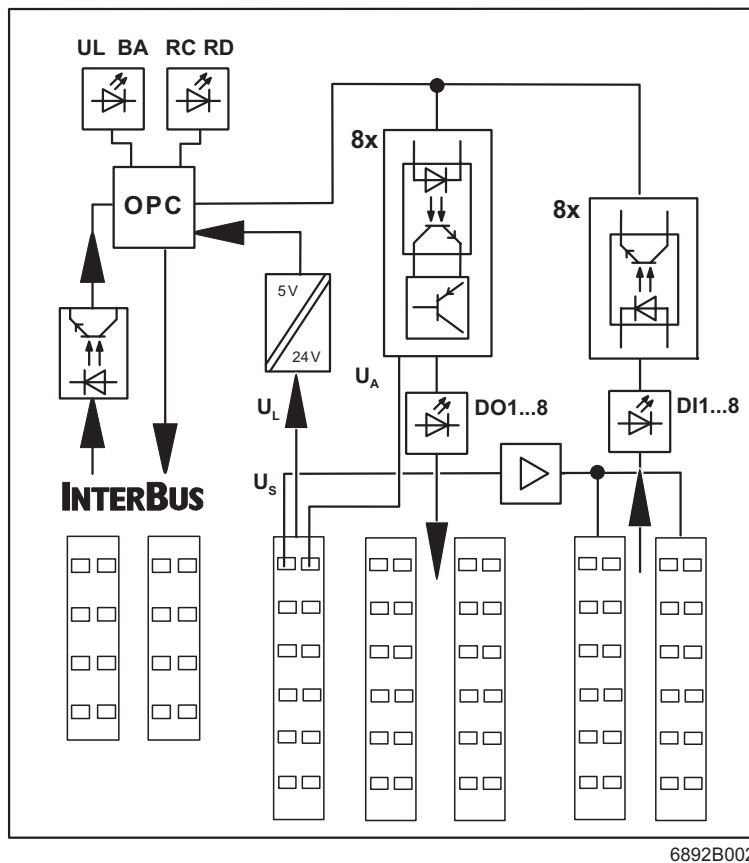 UL BA RC RD
8x
OPC
8x
5V
24V
UA
UL
DO1...8
DI1...8
US
INTERBUS
6892B002